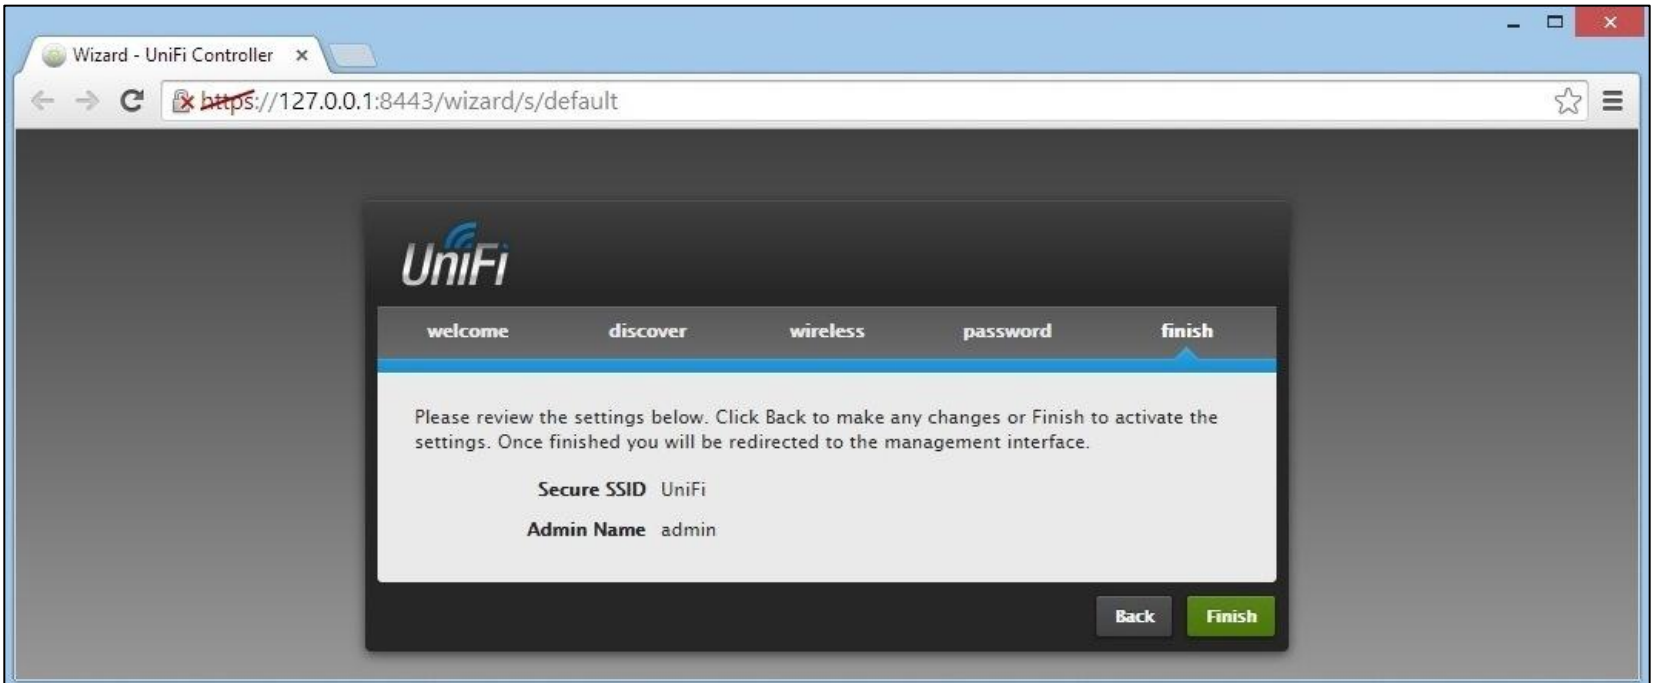 Wizard - UniFi Controller
https://127.0.0.1:8443/wizard/s/default
UniFi
welcome discover wireless password finish
Please review the settings below. Click Back to make any changes or Finish to activate the
settings. Once finished you will be redirected to the management interface.
Secure SSID UniFi
Admin Name admin
Back Finish